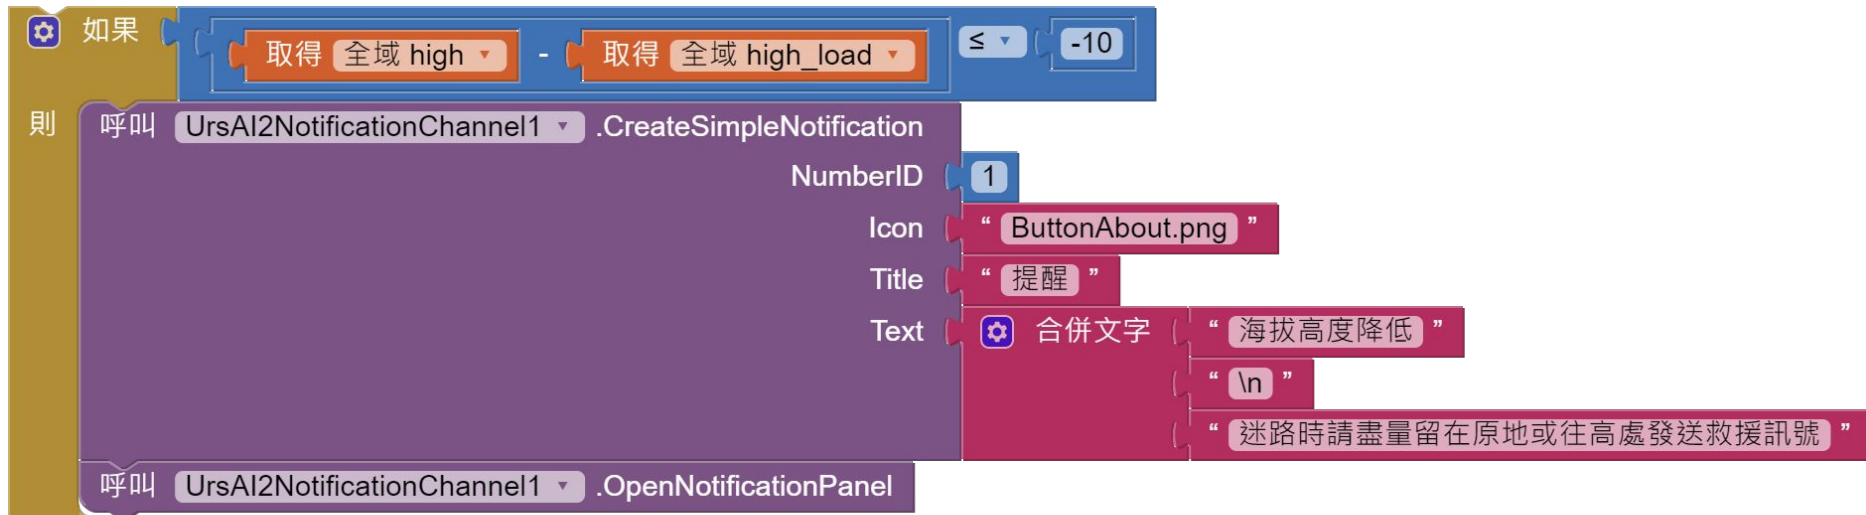 如果 取得 全域 high - 取得 全域 high_load ≤ -10
則 呼叫 UrsAI2NotificationChannel1 .CreateSimpleNotification
NumberID 1
Icon “ ButtonAbout.png ”
Title “ 提醒 ”
Text 合併文字 “ 海拔高度降低 ”
“ \n ”
“ 迷路時請盡量留在原地或往高處發送救援訊號 ”
呼叫 UrsAI2NotificationChannel1 .OpenNotificationPanel